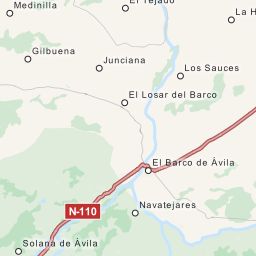 El Tejado
Medinilla
La H
Gilbuena
Junciana
Los Sauces
El Losar del Barco
El Barco de Ávila
N-110
Navatejares
Solana de Ávila